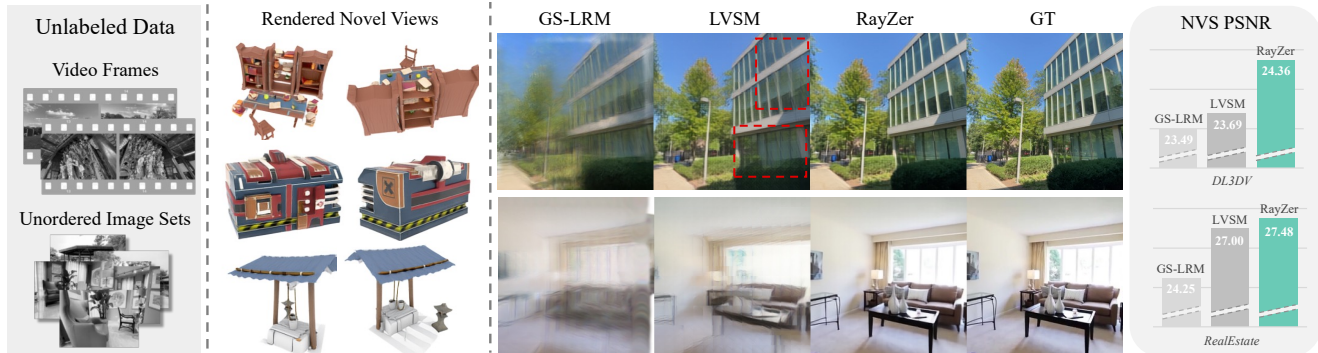 Unlabeled Data
Video Frames
Unordered Image Sets
Rendered Novel Views
GS-LRM
LVSM
RayZer
GT
NVS PSNR
RayZer
24.36
LVSM
23.69
GS-LRM
23.49
DL3DV
RayZer
27.48
LVSM
27.00
GS-LRM
24.25
RealEstate